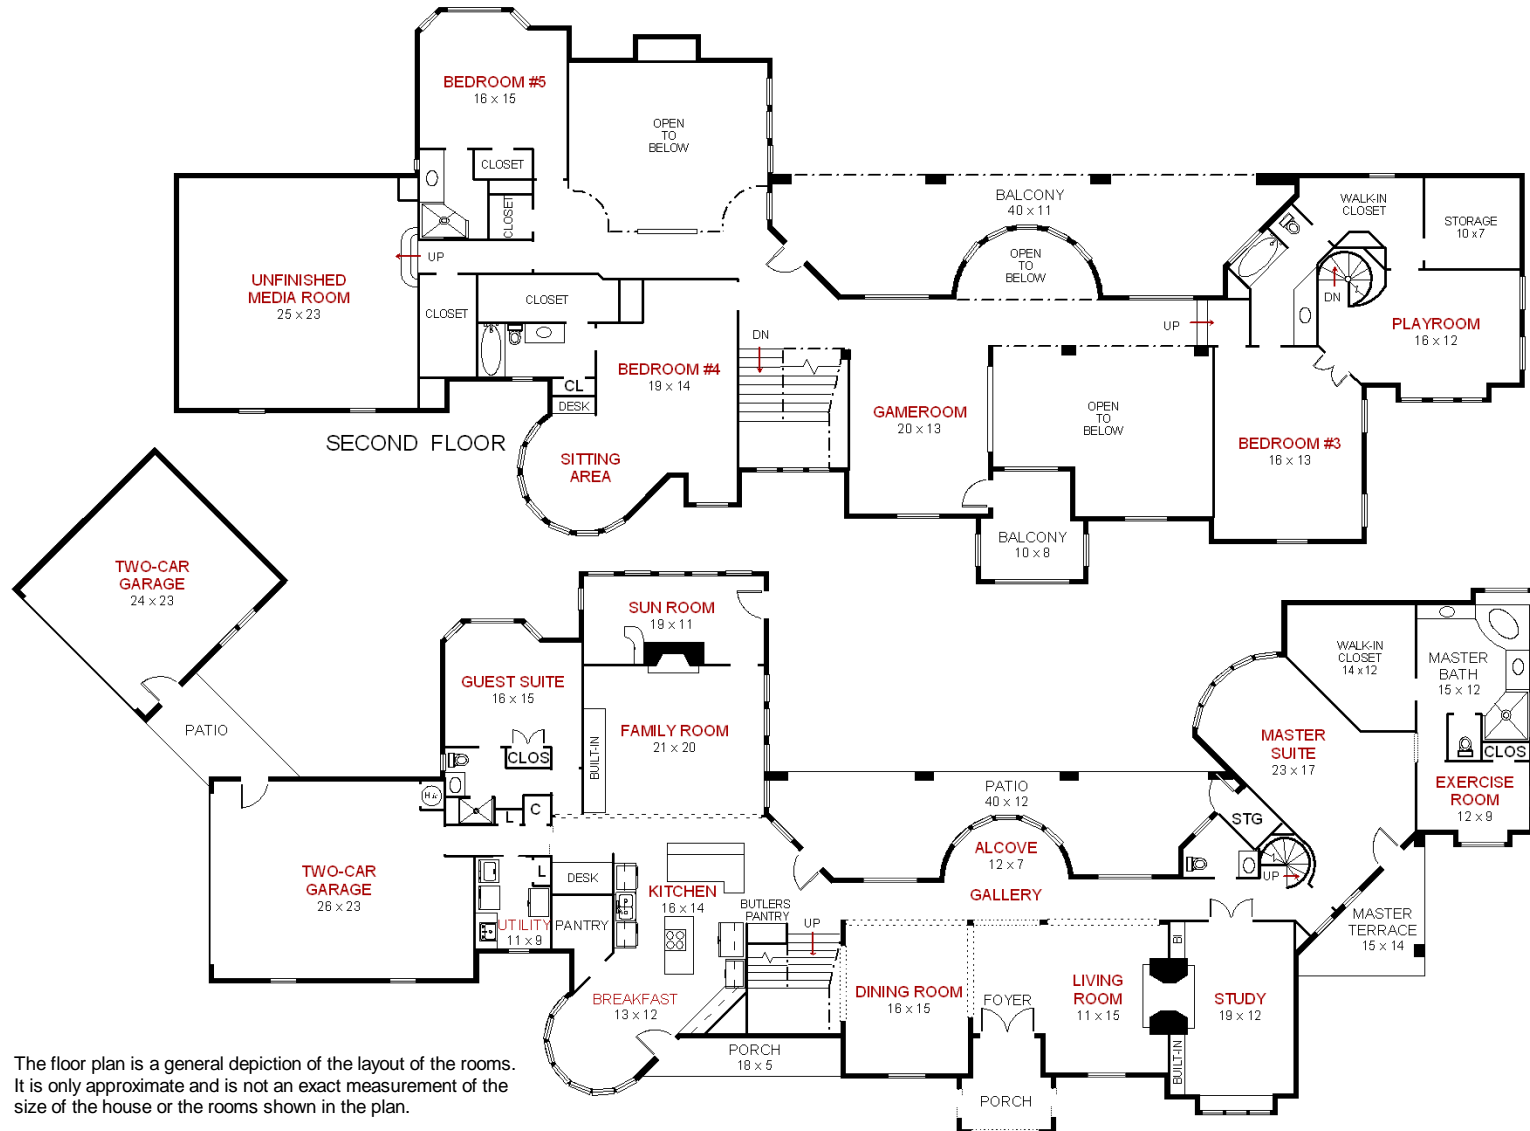 BEDROOM #5
16 x 15
OPEN
TO
BELOW
CLOSET
CLOSET
UP
UNFINISHED
MEDIA ROOM
25 x 23
CLOSET
CLOSET
BEDROOM #4
19 x 14
CL
DESK
SITTING
AREA
DN
GAMEROOM
20 x 13
BALCONY
40 x 11
OPEN
TO
BELOW
UP
OPEN
TO
BELOW
BALCONY
10 x 8
BEDROOM #3
16 x 13
WALK-IN
CLOSET
STORAGE
10 x 7
DN
PLAYROOM
16 x 12
SECOND FLOOR
TWO-CAR
GARAGE
24 x 23
PATIO
SUN ROOM
19 x 11
GUEST SUITE
16 x 15
CLOS
BUILT-IN
FAMILY ROOM
21 x 20
C
L
TWO-CAR
GARAGE
26 x 23
L
UTILITY
11 x 9
DESK
PANTRY
KITCHEN
16 x 14
BUTLERS
PANTRY
UP
BREAKFAST
13 x 12
PORCH
18 x 5
PATIO
40 x 12
ALCOVE
12 x 7
GALLERY
DINING ROOM
16 x 15
FOYER
LIVING
ROOM
11 x 15
PORCH
BI
BUILT-IN
STUDY
19 x 12
STG
UP
MASTER
SUITE
23 x 17
WALK-IN
CLOSET
14 x 12
MASTER
BATH
15 x 12
CLOS
EXERCISE
ROOM
12 x 9
MASTER
TERRACE
15 x 14
The floor plan is a general depiction of the layout of the rooms.
It is only approximate and is not an exact measurement of the
size of the house or the rooms shown in the plan.